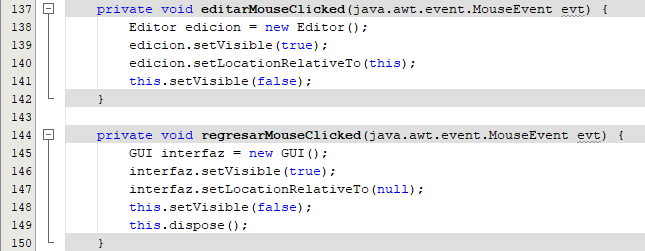 137 private void editarMouseClicked(java.awt.event.MouseEvent evt) {
138 Editor edicion = new Editor();
139 edicion.setVisible(true);
140 edicion.setLocationRelativeTo(this);
141 this.setVisible(false);
142 }
143
144 private void regresarMouseClicked(java.awt.event.MouseEvent evt) {
145 GUI interfaz = new GUI();
146 interfaz.setVisible(true);
147 interfaz.setLocationRelativeTo(null);
148 this.setVisible(false);
149 this.dispose();
150 }